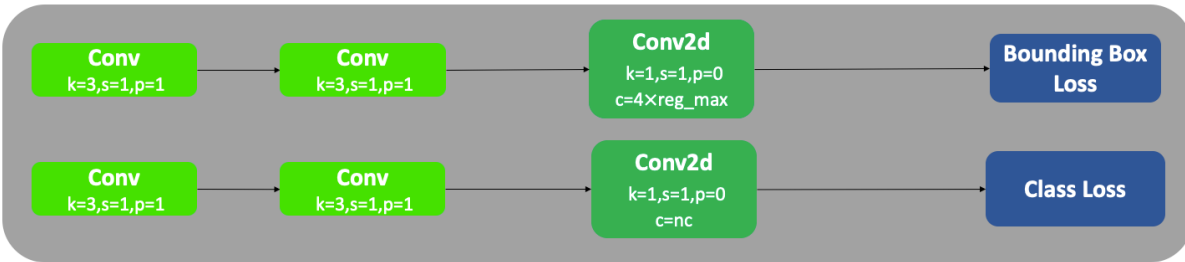 Conv
k=3,s=1,p=1
Conv
k=3,s=1,p=1
Conv2d
k=1,s=1,p=0
c=4×reg_max
Bounding Box
Loss
Conv
k=3,s=1,p=1
Conv
k=3,s=1,p=1
Conv2d
k=1,s=1,p=0
c=nc
Class Loss